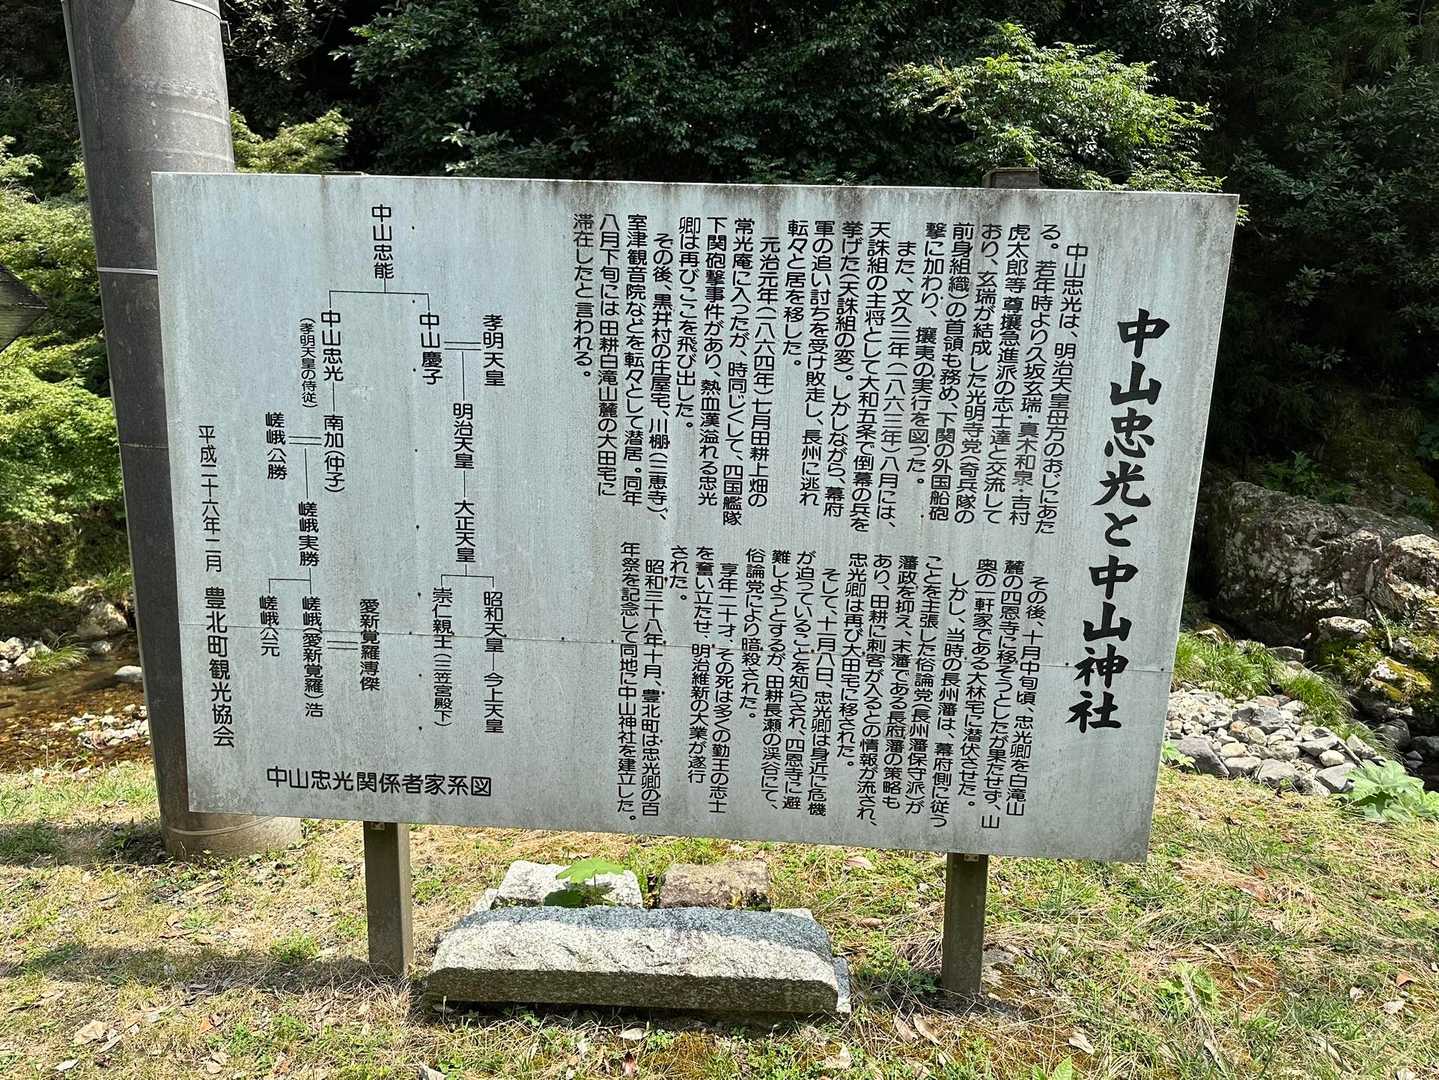 中山忠光と中山神社
中山忠光は、明治天皇母方のおじにあた
る。若年時より久坂玄瑞・真木和泉・吉村
虎太郎等 尊攘急進派の志士達と交流して
おり、玄瑞が結成した光明寺党(奇兵隊の
前身組織)の首領も務め、下関の外国船砲
撃に加わり、攘夷の実行を図った。
また、文久三年(一八六三年)八月には、
天誅組の主将として大和五条で倒幕の兵を
挙げた(天誅組の変)。しかしながら、幕府
軍の追い討ちを受け敗走し、長州に逃れ
転々と居を移した。
元治元年(一八六四年)七月田耕上畑の
常光庵に入ったが、時同じくして、四国艦隊
下関砲撃事件があり、熱血漢溢れる忠光
卿は再びここを飛び出した。
その後、黒井村の庄屋宅、川棚(三恵寺)、
室津観音院などを転々として潜居。同年
八月下旬には田耕白滝山麓の大田宅に
滞在したと言われる。
その後、十月中旬頃、忠光卿を白滝山
麓の四恩寺に移そうとしたが果たせず、山
奥の一軒家である大林宅に潜伏させた。
しかし、当時の長州藩は、幕府側に従う
ことを主張した俗論党(長州藩保守派)が
藩政を抑え、末藩である長府藩の策略も
あり、田耕に刺客が入るとの情報が流され、
忠光卿は再び大田宅に移された。
そして、十一月八日、忠光卿は身近に危機
が迫っていることを知らされ、四恩寺に避
難しようとするが、田耕長瀬の渓谷にて、
俗論党により暗殺された。
享年二十才、その死は多くの勤王の志士
を奮い立たせ、明治維新の大業が遂行
された。
昭和三十八年十月、豊北町は忠光卿の百
年祭を記念して同地に中山神社を建立した。
中山忠能
孝明天皇
中山慶子
中山忠光
(孝明天皇の侍従)
南加(仲子)
明治天皇
大正天皇
昭和天皇
今上天皇
崇仁親王(三笠宮殿下)
嵯峨公勝
嵯峨実勝
愛新覚羅溥傑
嵯峨(愛新覚羅)浩
嵯峨公元
中山忠光関係者家系図
平成二十六年二月 豊北町観光協会